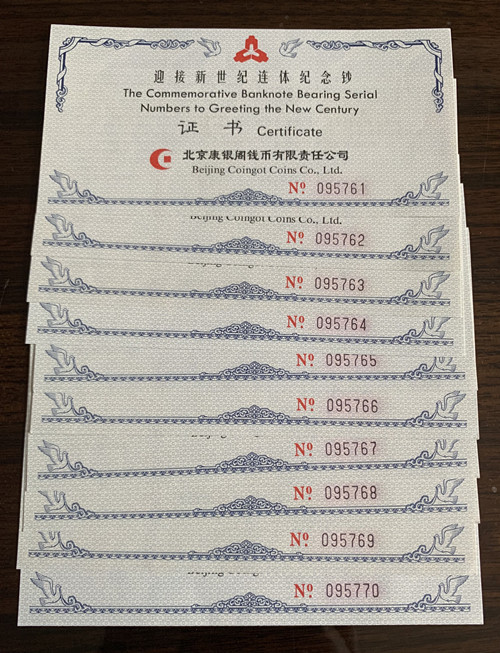 迎接新世纪连体纪念钞
The Commemorative Banknote Bearing Serial
Numbers to Greeting the New Century
证 书 Certificate
北京康银阁钱币有限责任公司
Beijing Coingot Coins Co., Ltd.
Nº 095761
Beijing Coingot Coins Co., Ltd.
Nº 095762
Nº 095763
Nº 095764
Nº 095765
Nº 095766
Nº 095767
Nº 095768
Nº 095769
Beijing Coing
Nº 095770